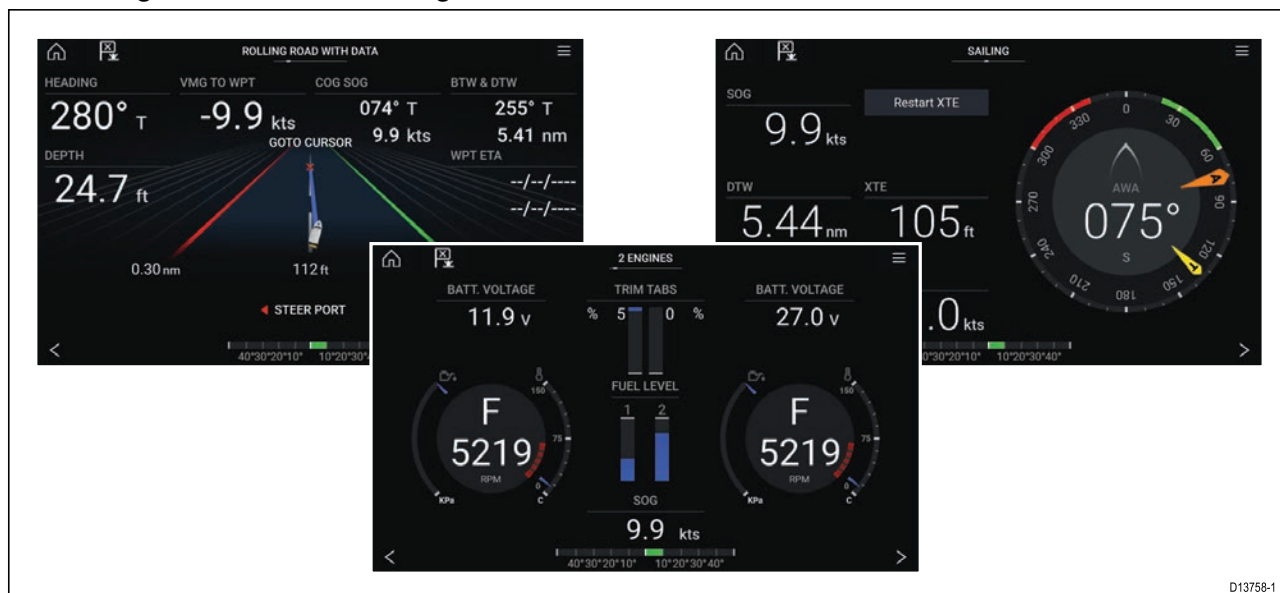 ROLLING ROAD WITH DATA
HEADING
280° T
VMG TO WPT
-9.9 kts
COG SOG
074° T
9.9 kts
BTW & DTW
255° T
5.41 nm
GOTO CURSOR
DEPTH
24.7 ft
WPT ETA
--/--/----
--/--/----
0.30 nm
112 ft
STEER PORT
40°30°20°10° 10°20°30°4
SAILING
SOG
9.9 kts
Restart XTE
DTW
5.44 nm
XTE
105 ft
.0 kts
0
30
60
90
120
150
180
210
240
270
300
330
A
T
AWA
075°
S
0°30°20°10° 10°20°30°40°
2 ENGINES
BATT. VOLTAGE
11.9 v
TRIM TABS
% 5 0 %
BATT. VOLTAGE
27.0 v
FUEL LEVEL
1 2
150
75
0
F
5219
RPM
KPa
C
150
75
0
F
5219
RPM
KPa
C
SOG
9.9 kts
40°30°20°10° 10°20°30°40°
D13758-1